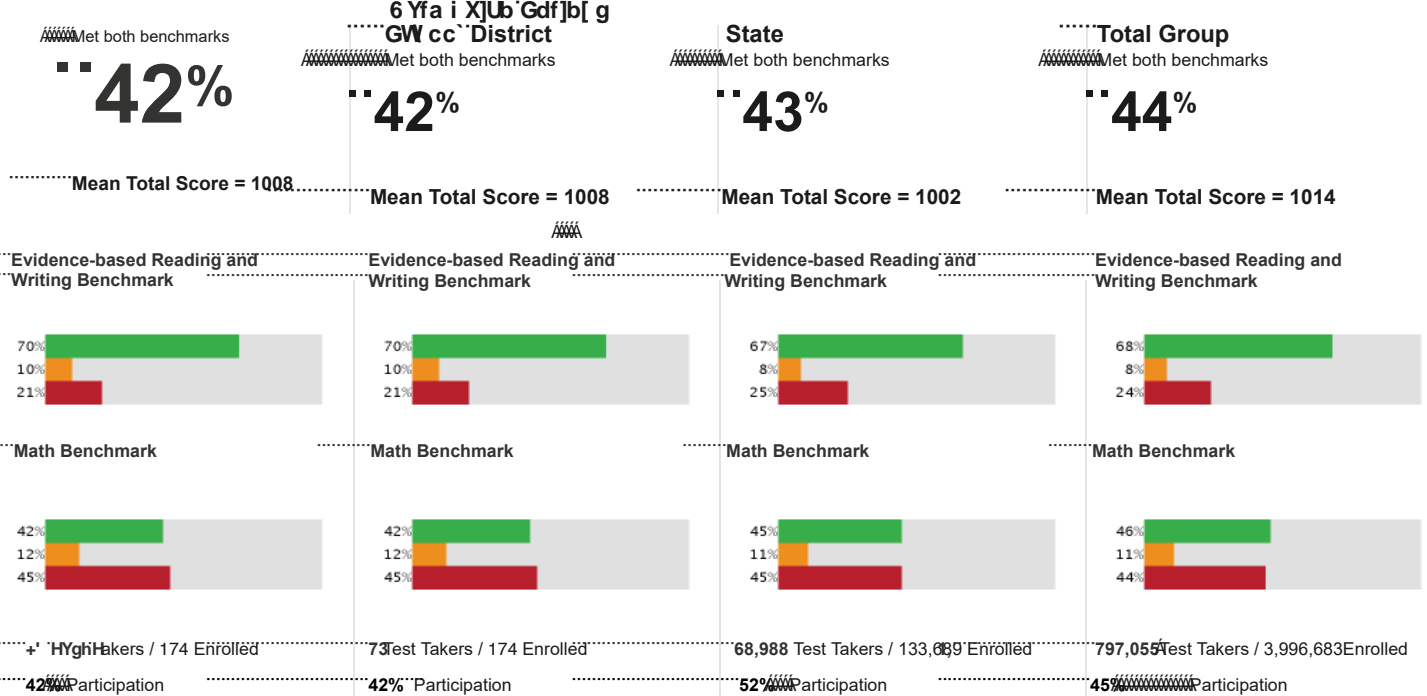 Met both benchmarks
42%
Mean Total Score = 1008
District
Met both benchmarks
42%
Mean Total Score = 1008
State
Met both benchmarks
43%
Mean Total Score = 1002
Total Group
Met both benchmarks
44%
Mean Total Score = 1014
Evidence-based Reading and
Writing Benchmark
70%
10%
21%
Evidence-based Reading and
Writing Benchmark
70%
10%
21%
Evidence-based Reading and
Writing Benchmark
67%
8%
25%
Evidence-based Reading and
Writing Benchmark
68%
8%
24%
Math Benchmark
42%
12%
45%
Math Benchmark
42%
12%
45%
Math Benchmark
45%
11%
45%
Math Benchmark
46%
11%
44%
akers / 174 Enrolled
42% Participation
73 Test Takers / 174 Enrolled
42% Participation
68,988 Test Takers / 133,689 Enrolled
52% Participation
797,055 Test Takers / 3,996,683Enrolled
45% Participation